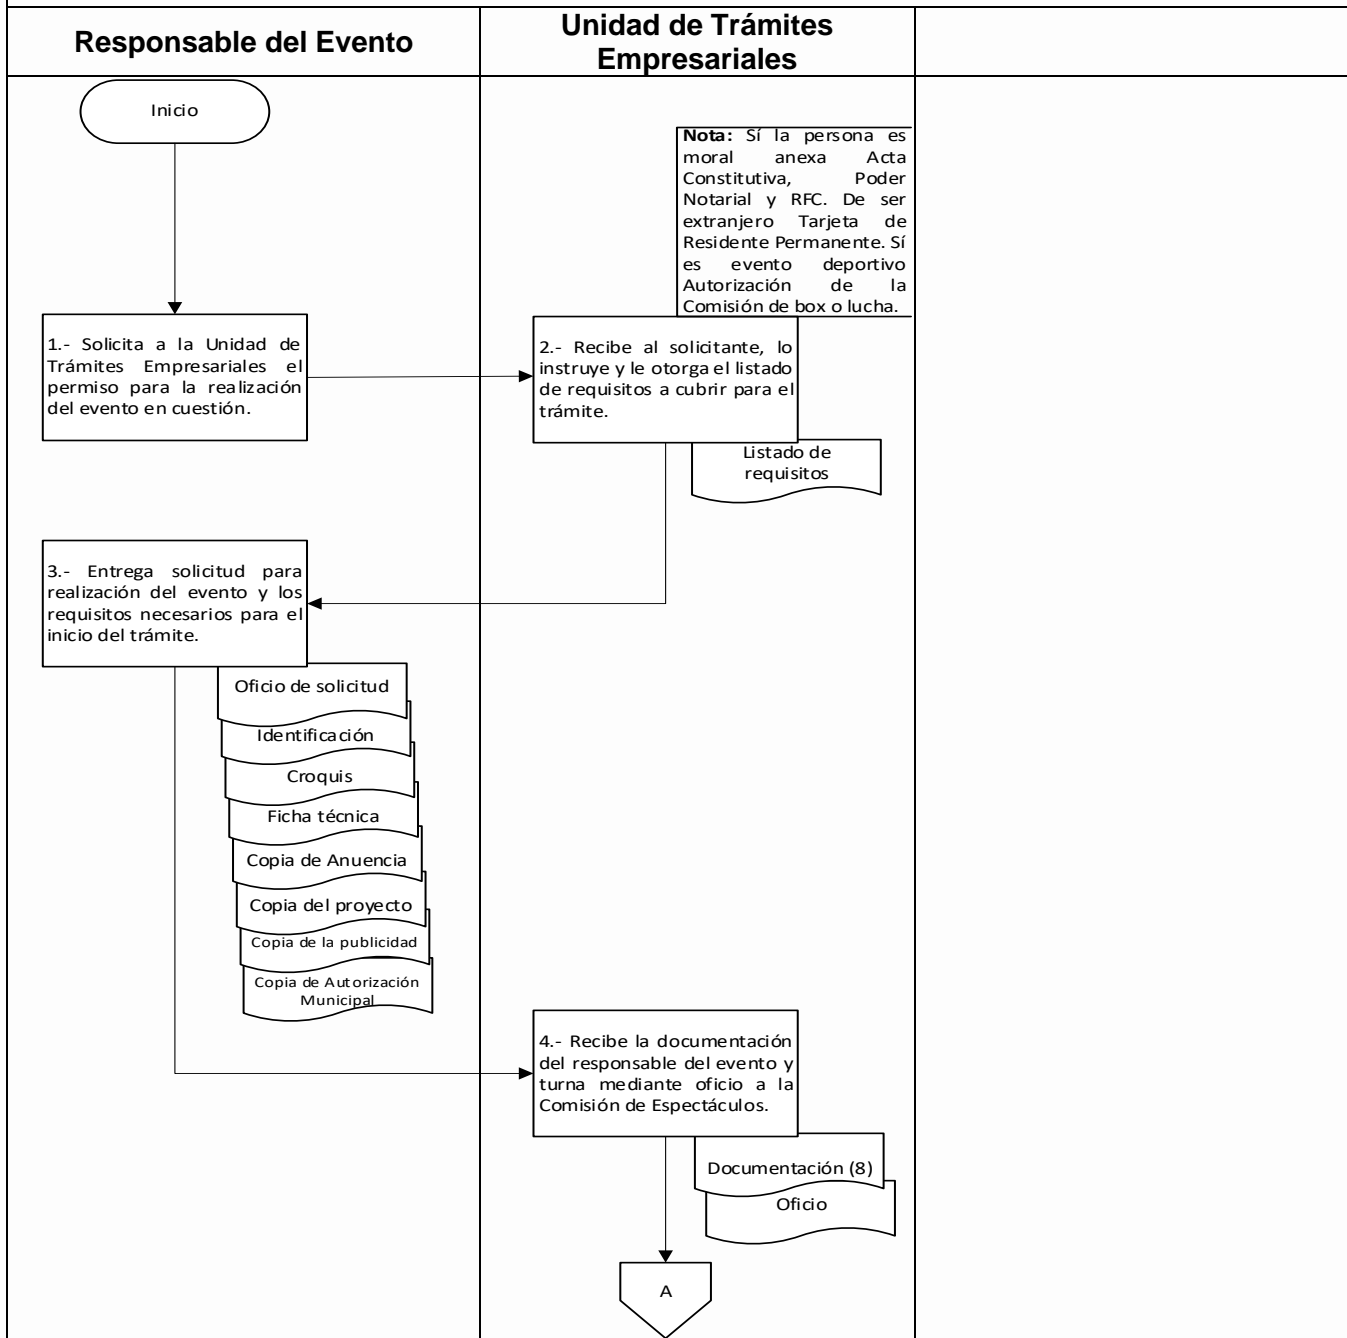 Responsable del Evento
Unidad de Trámites
Empresariales
Inicio
Nota: Sí la persona es
moral anexa Acta
Constitutiva, Poder
Notarial y RFC. De ser
extranjero Tarjeta de
Residente Permanente. Sí
es evento deportivo
Autorización de la
Comisión de box o lucha.
1.- Solicita a la Unidad de
Trámites Empresariales el
permiso para la realización
del evento en cuestión.
2.- Recibe al solicitante, lo
instruye y le otorga el listado
de requisitos a cubrir para el
trámite.
Listado de
requisitos
3.- Entrega solicitud para
realización del evento y los
requisitos necesarios para el
inicio del trámite.
Oficio de solicitud
Identificación
Croquis
Ficha técnica
Copia de Anuencia
Copia del proyecto
Copia de la publicidad
Copia de Autorización
Municipal
4.- Recibe la documentación
del responsable del evento y
turna mediante oficio a la
Comisión de Espectáculos.
Documentación (8)
Oficio
A